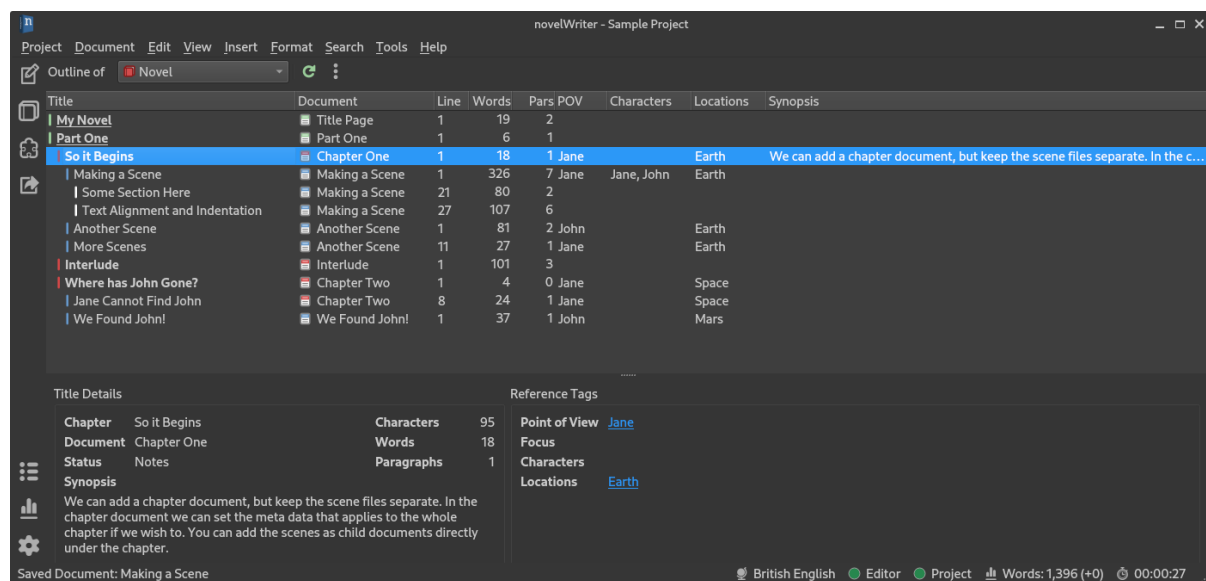 novelWriter - Sample Project
Project Document Edit View Insert Format Search Tools Help
Outline of Novel
Title Document Line Words Pars POV Characters Locations Synopsis
My Novel Title Page 1 19 2
Part One Part One 1 6 1
So it Begins Chapter One 1 18 1 Jane Earth We can add a chapter document, but keep the scene files separate. In the c...
Making a Scene Making a Scene 1 326 7 Jane Jane, John Earth
Some Section Here Making a Scene 21 80 2
Text Alignment and Indentation Making a Scene 27 107 6
Another Scene Another Scene 1 81 2 John Earth
More Scenes Another Scene 11 27 1 Jane Earth
Interlude Interlude 1 101 3
Where has John Gone? Chapter Two 1 4 0 Jane Space
Jane Cannot Find John Chapter Two 8 24 1 Jane Space
We Found John! We Found John! 1 37 1 John Mars
Title Details
Chapter So it Begins Characters 95
Document Chapter One Words 18
Status Notes Paragraphs 1
Synopsis
We can add a chapter document, but keep the scene files separate. In the
chapter document we can set the meta data that applies to the whole
chapter if we wish to. You can add the scenes as child documents directly
under the chapter.
Reference Tags
Point of View Jane
Focus
Characters
Locations Earth
Saved Document: Making a Scene British English Editor Project Words: 1,396 (+0) 00:00:27